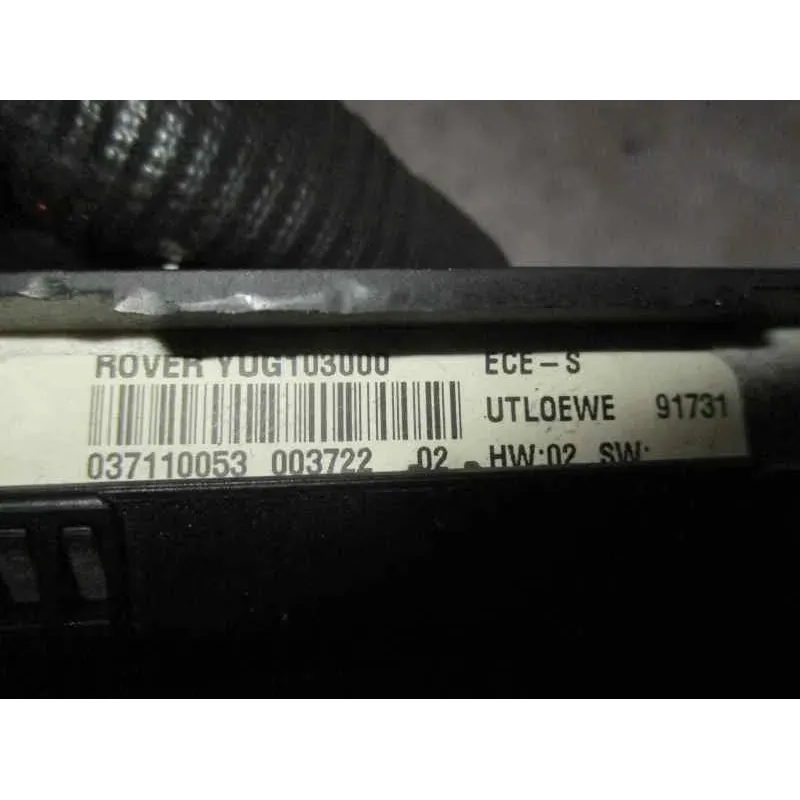 ROVER YUG103000 ECE-S
UTLOEWE 91731
037110053 003722 02 HW:02 SW: